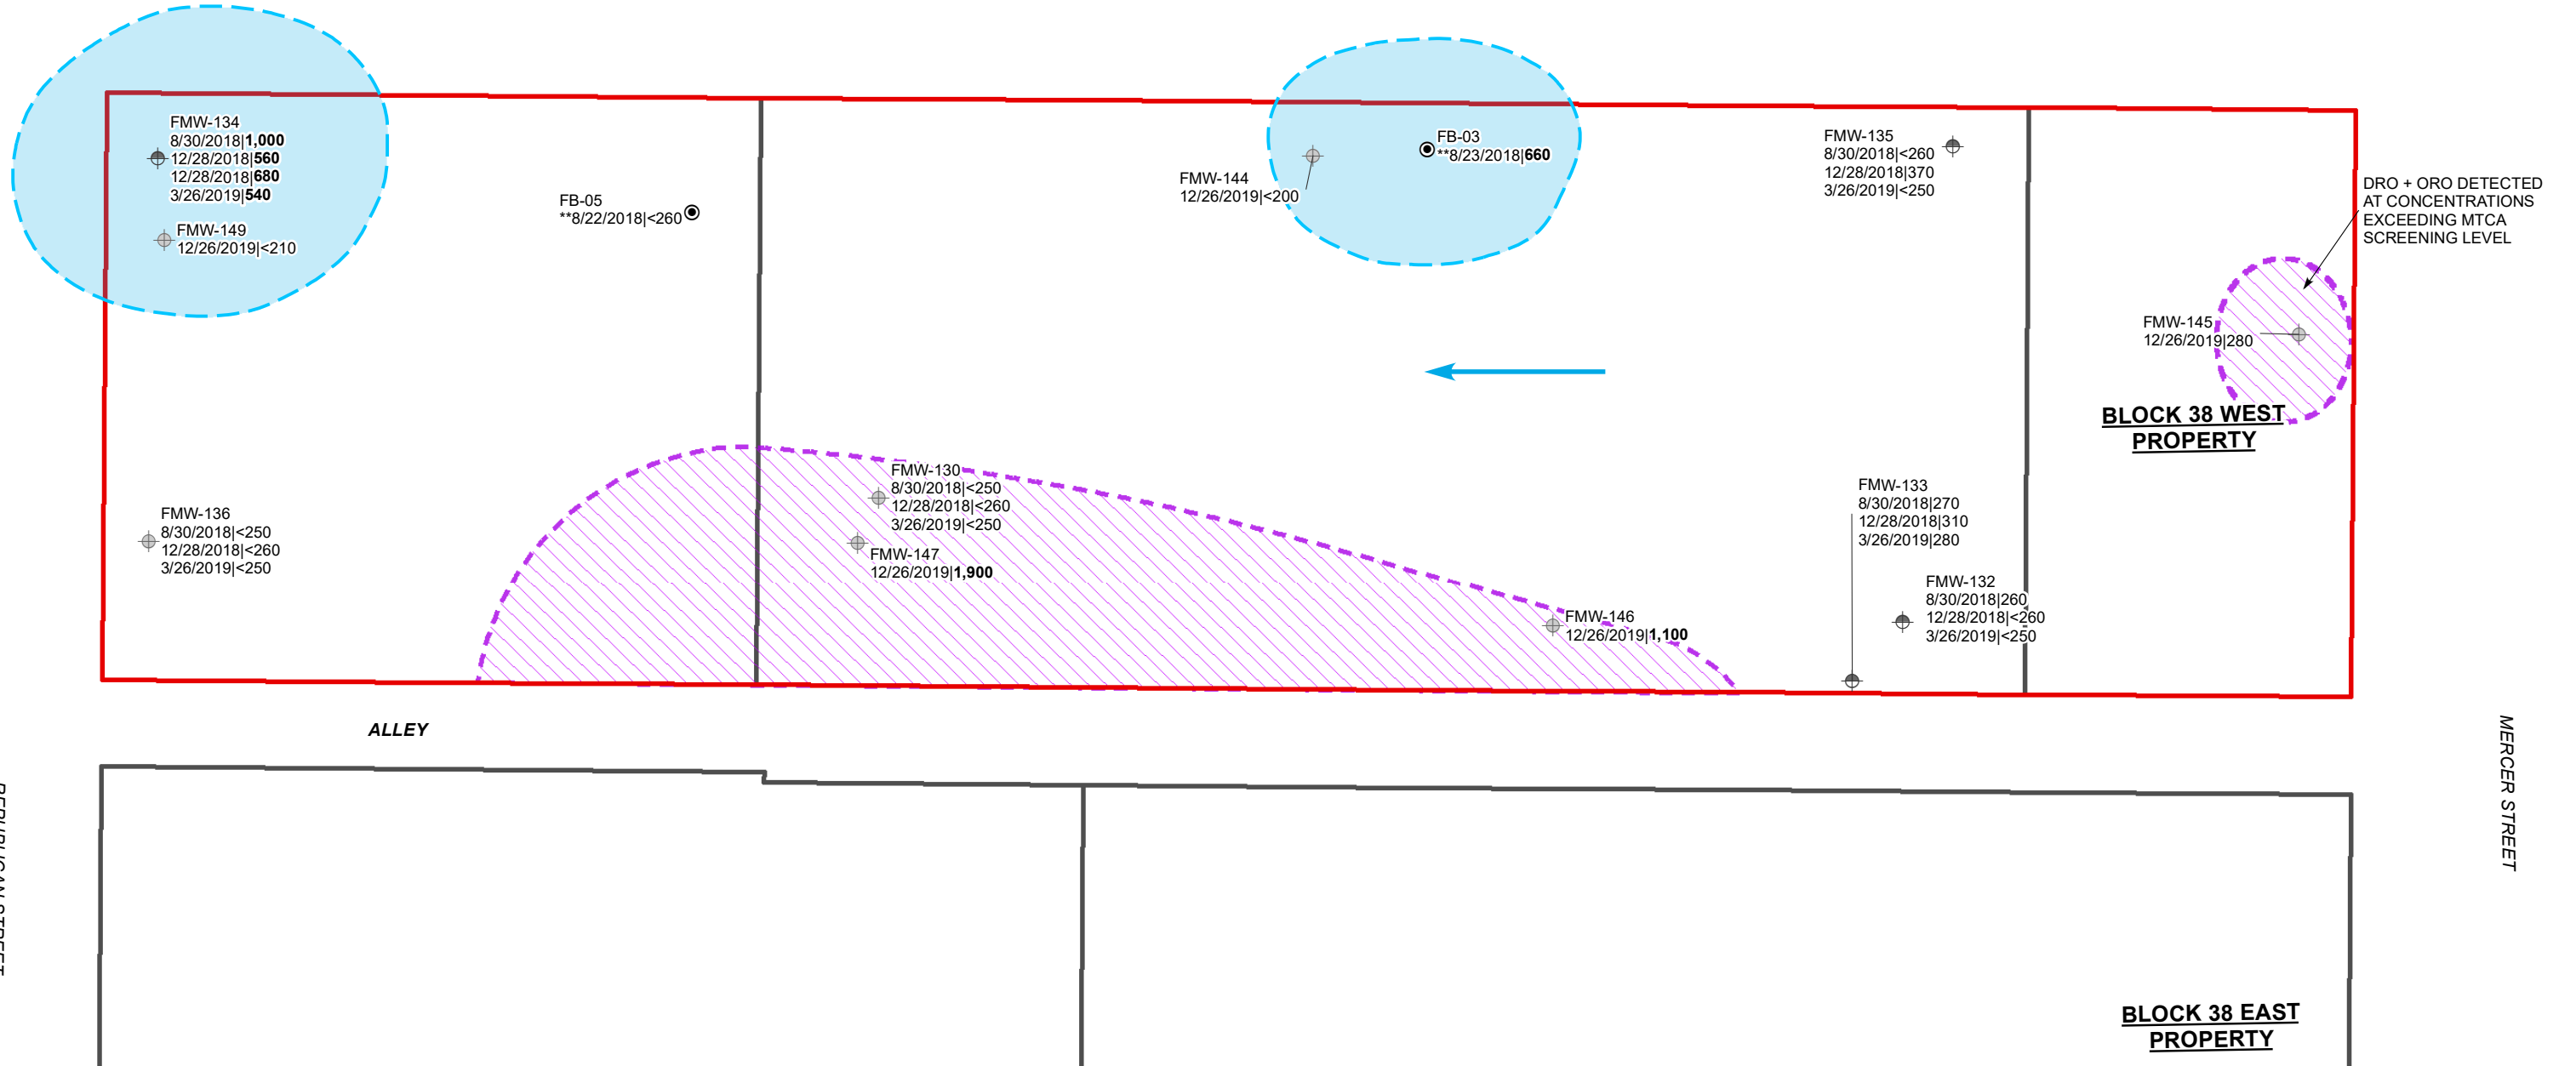 FMW-134
8/30/2018|1,000
12/28/2018|560
12/28/2018|680
3/26/2019|540
FMW-149
12/26/2019|<210
FB-05
**8/22/2018|<260
FMW-144
12/26/2019|<200
FB-03
**8/23/2018|660
FMW-135
8/30/2018|<260
12/28/2018|370
3/26/2019|<250
DRO + ORO DETECTED
AT CONCENTRATIONS
EXCEEDING MTCA
SCREENING LEVEL
FMW-145
12/26/2019|280
BLOCK 38 WEST
PROPERTY
FMW-136
8/30/2018|<250
12/28/2018|<260
3/26/2019|<250
FMW-130
8/30/2018|<250
12/28/2018|<260
3/26/2019|<250
FMW-147
12/26/2019|1,900
FMW-146
12/26/2019|1,100
FMW-133
8/30/2018|270
12/28/2018|310
3/26/2019|280
FMW-132
8/30/2018|260
12/28/2018|<260
3/26/2019|<250
ALLEY
MERCER STREET
BLOCK 38 EAST
PROPERTY